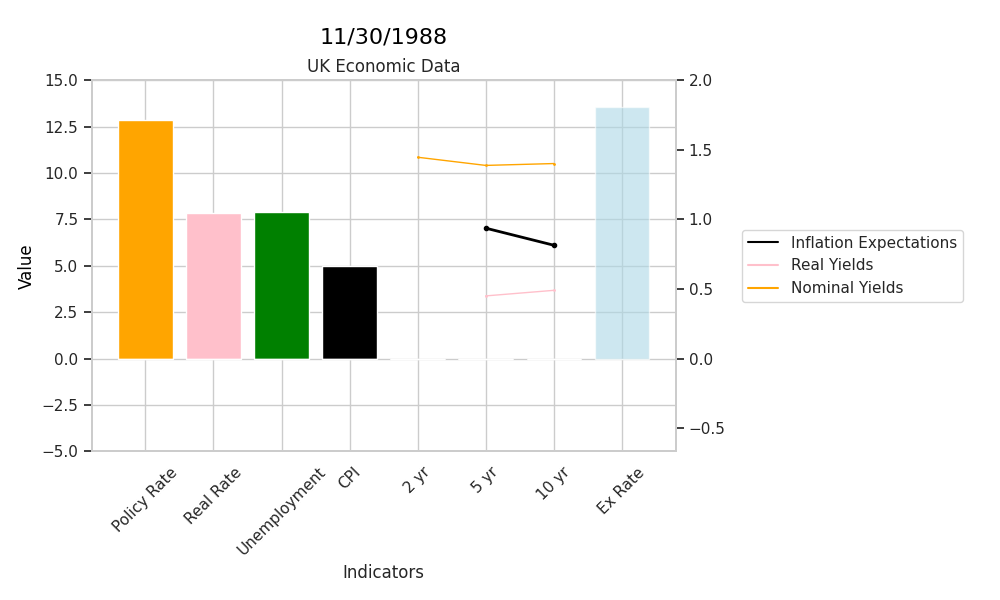 11/30/1988
UK Economic Data
15.0
12.5
10.0
7.5
5.0
2.5
0.0
−2.5
−5.0
Value
2.0
1.5
1.0
0.5
0.0
−0.5
Inflation Expectations
Real Yields
Nominal Yields
Policy Rate
Real Rate
Unemployment
CPI
2 yr
5 yr
10 yr
Ex Rate
Indicators